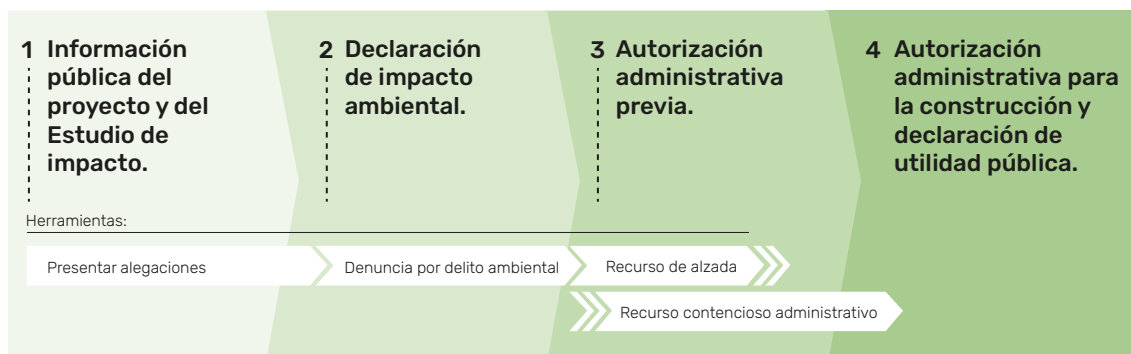 1 Información
pública del
proyecto y del
Estudio de
impacto.
2 Declaración
de impacto
ambiental.
3 Autorización
administrativa
previa.
4 Autorización
administrativa para
la construcción y
declaración de
utilidad pública.
Herramientas:
Presentar alegaciones
Denuncia por delito ambiental
Recurso de alzada
Recurso contencioso administrativo